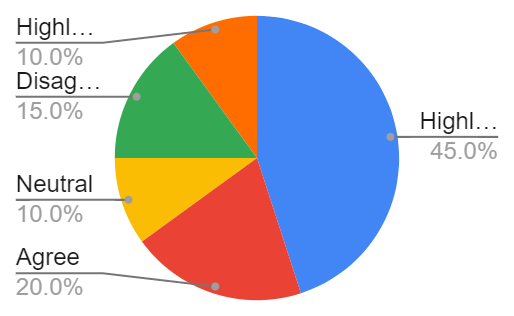 Highl…
10.0%
Disag…
15.0%
Highl…
45.0%
Neutral
10.0%
Agree
20.0%